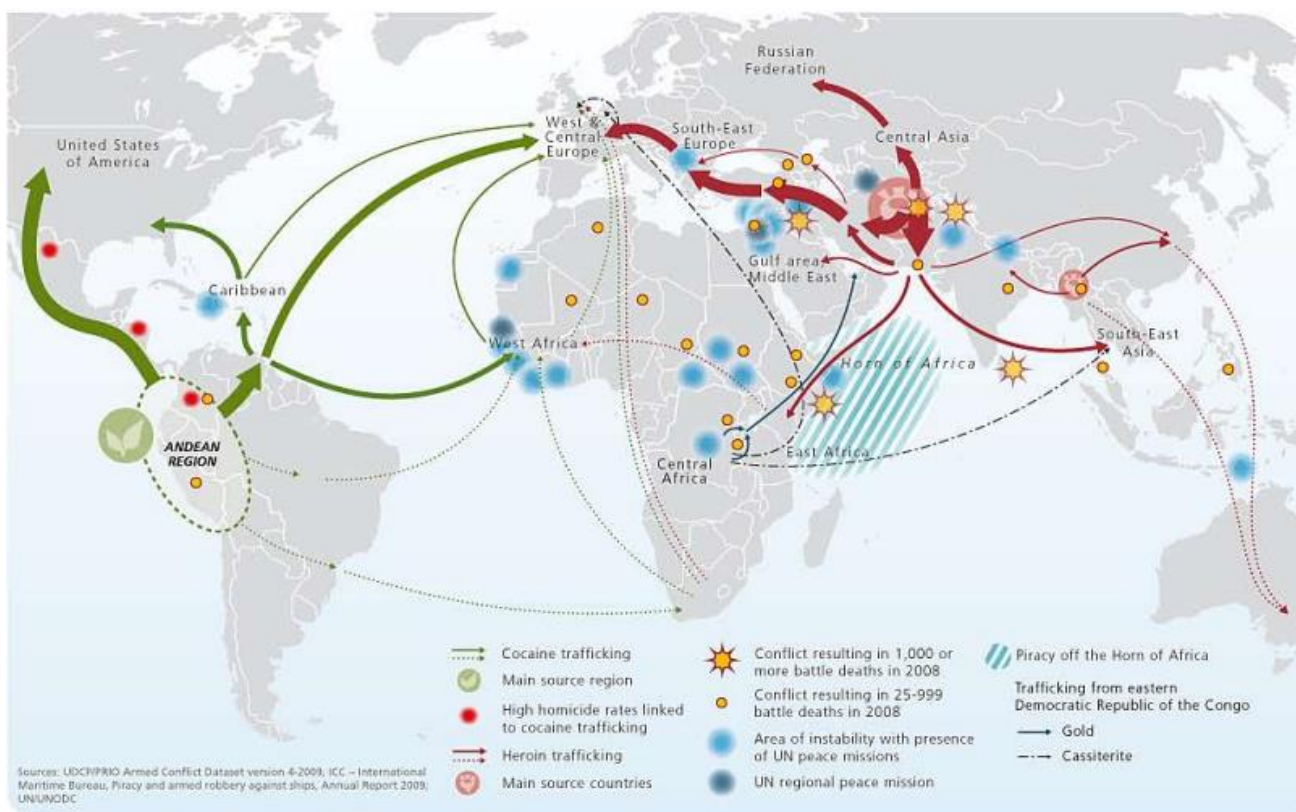 Russian
Federation
United States
of America
West &
Central
Europe
South-East
Europe
Central Asia
Caribbean
Gulf area,
Middle East
West Africa
Horn of Africa
South-East
Asia
ANDEAN
REGION
Central
Africa
East Africa
Cocaine trafficking
Main source region
High homicide rates linked
to cocaine trafficking
Heroin trafficking
Main source countries
Conflict resulting in 1,000 or
more battle deaths in 2008
Conflict resulting in 25-999
battle deaths in 2008
Area of instability with presence
of UN peace missions
UN regional peace mission
Piracy off the Horn of Africa
Trafficking from eastern
Democratic Republic of the Congo
Gold
Cassiterite
Sources: UDCP/PRIO Armed Conflict Dataset version 4-2009; ICC – International
Maritime Bureau, Piracy and armed robbery against ships, Annual Report 2009;
UN/UNODC